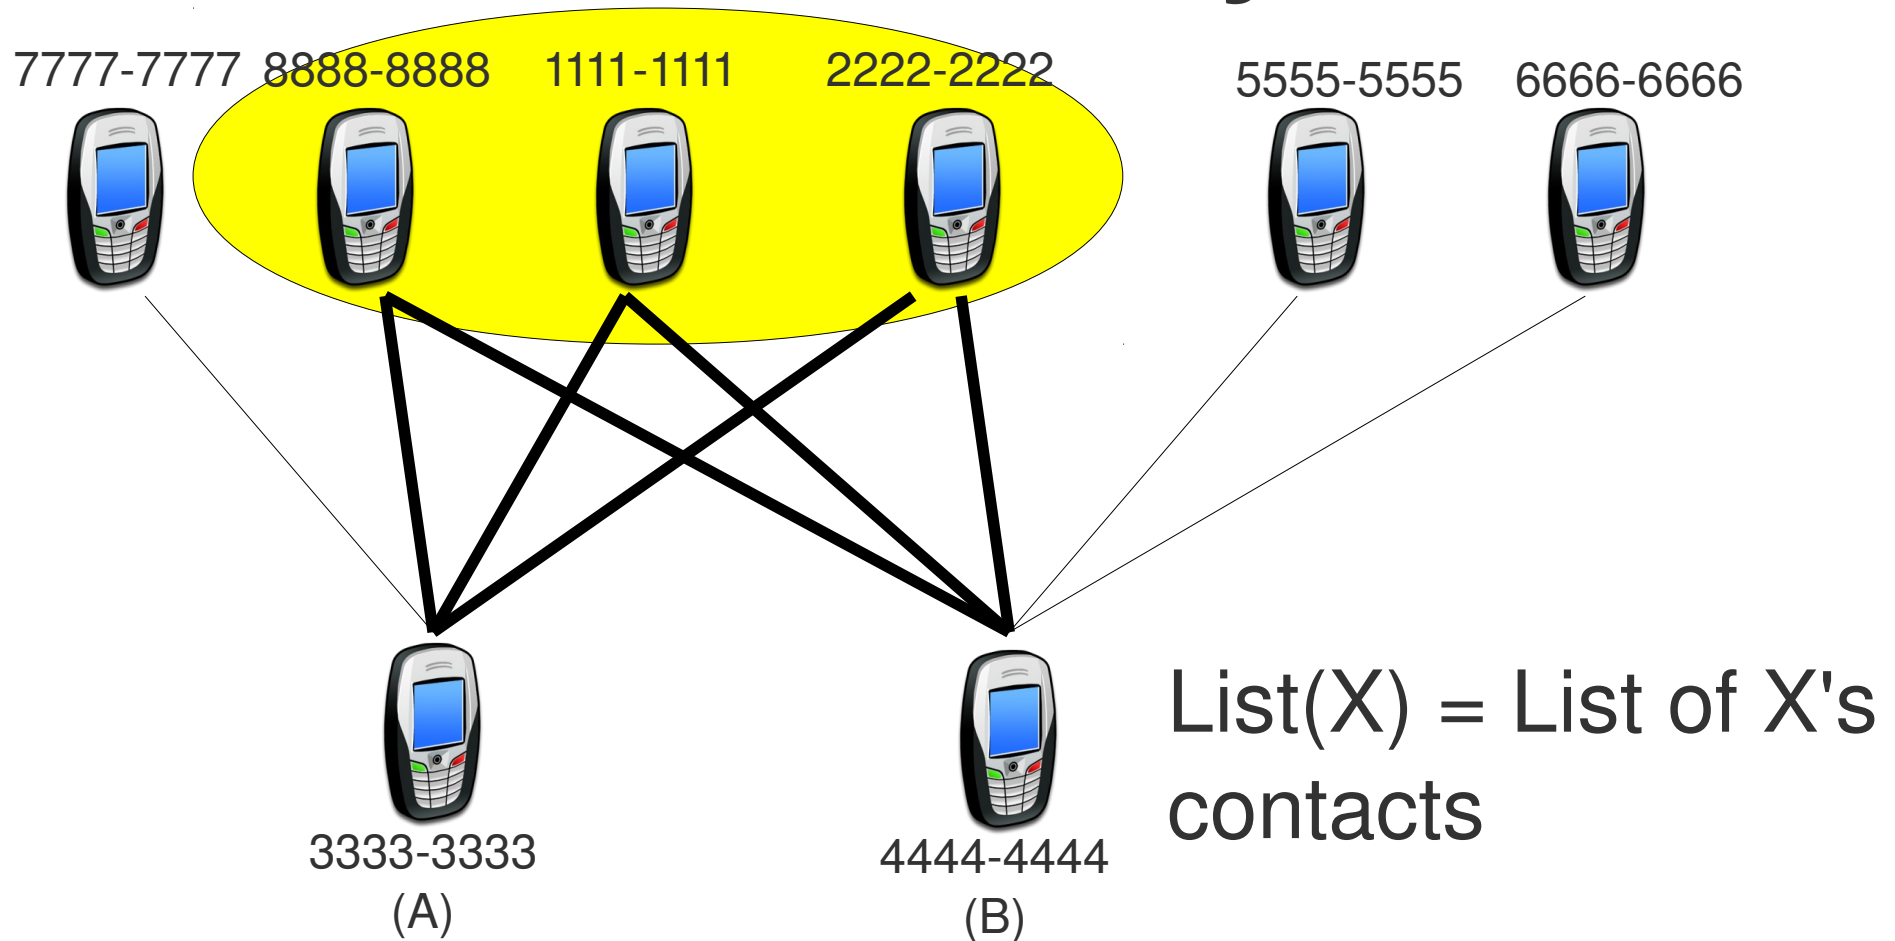 7777-7777 8888-8888 1111-1111 2222-2222 5555-5555 6666-6666
3333-3333 4444-4444
(A) (B)
List(X) = List of X's
contacts